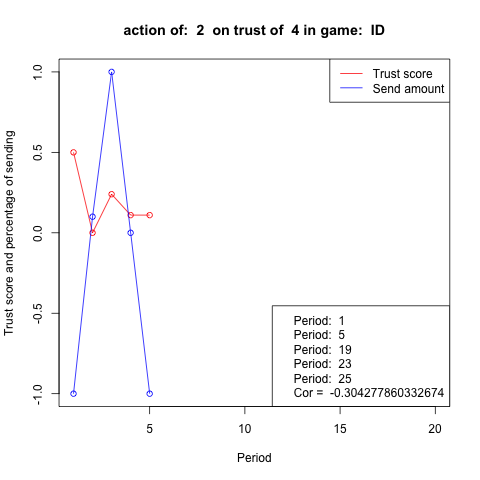 action of:  2  on trust of  4 in game:  ID
Trust score
Send amount
Trust score and percentage of sending
1.0
0.5
0.0
-0.5
-1.0
Period:  1
Period:  5
Period:  19
Period:  23
Period:  25
Cor =  -0.304277860332674
5
10
15
20
Period